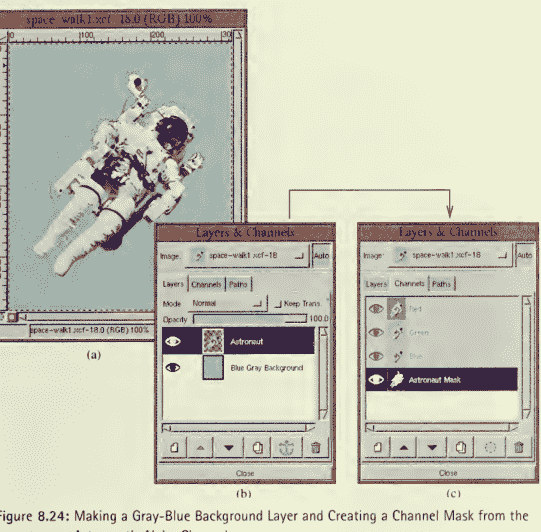 space_walk1.xcf-18.0 (RGB) 100%
0 100 200 30
space-walk1.xcf-18.0 (RGB) 100%
(a)
Layers & Channels
Image: space-walk1.xcf-18 Auto
Layers Channels Paths
Mode Normal Keep Trans.
Opacity 100.0
Astronaut
Blue Gray Background
Close
(b)
Layers & Channels
Image: space-walk1.xcf-18 Auto
Layers Channels Paths
Red
Green
Blue
Astronaut Mask
Close
(c)
Figure 8.24: Making a Gray-Blue Background Layer and Creating a Channel Mask from the